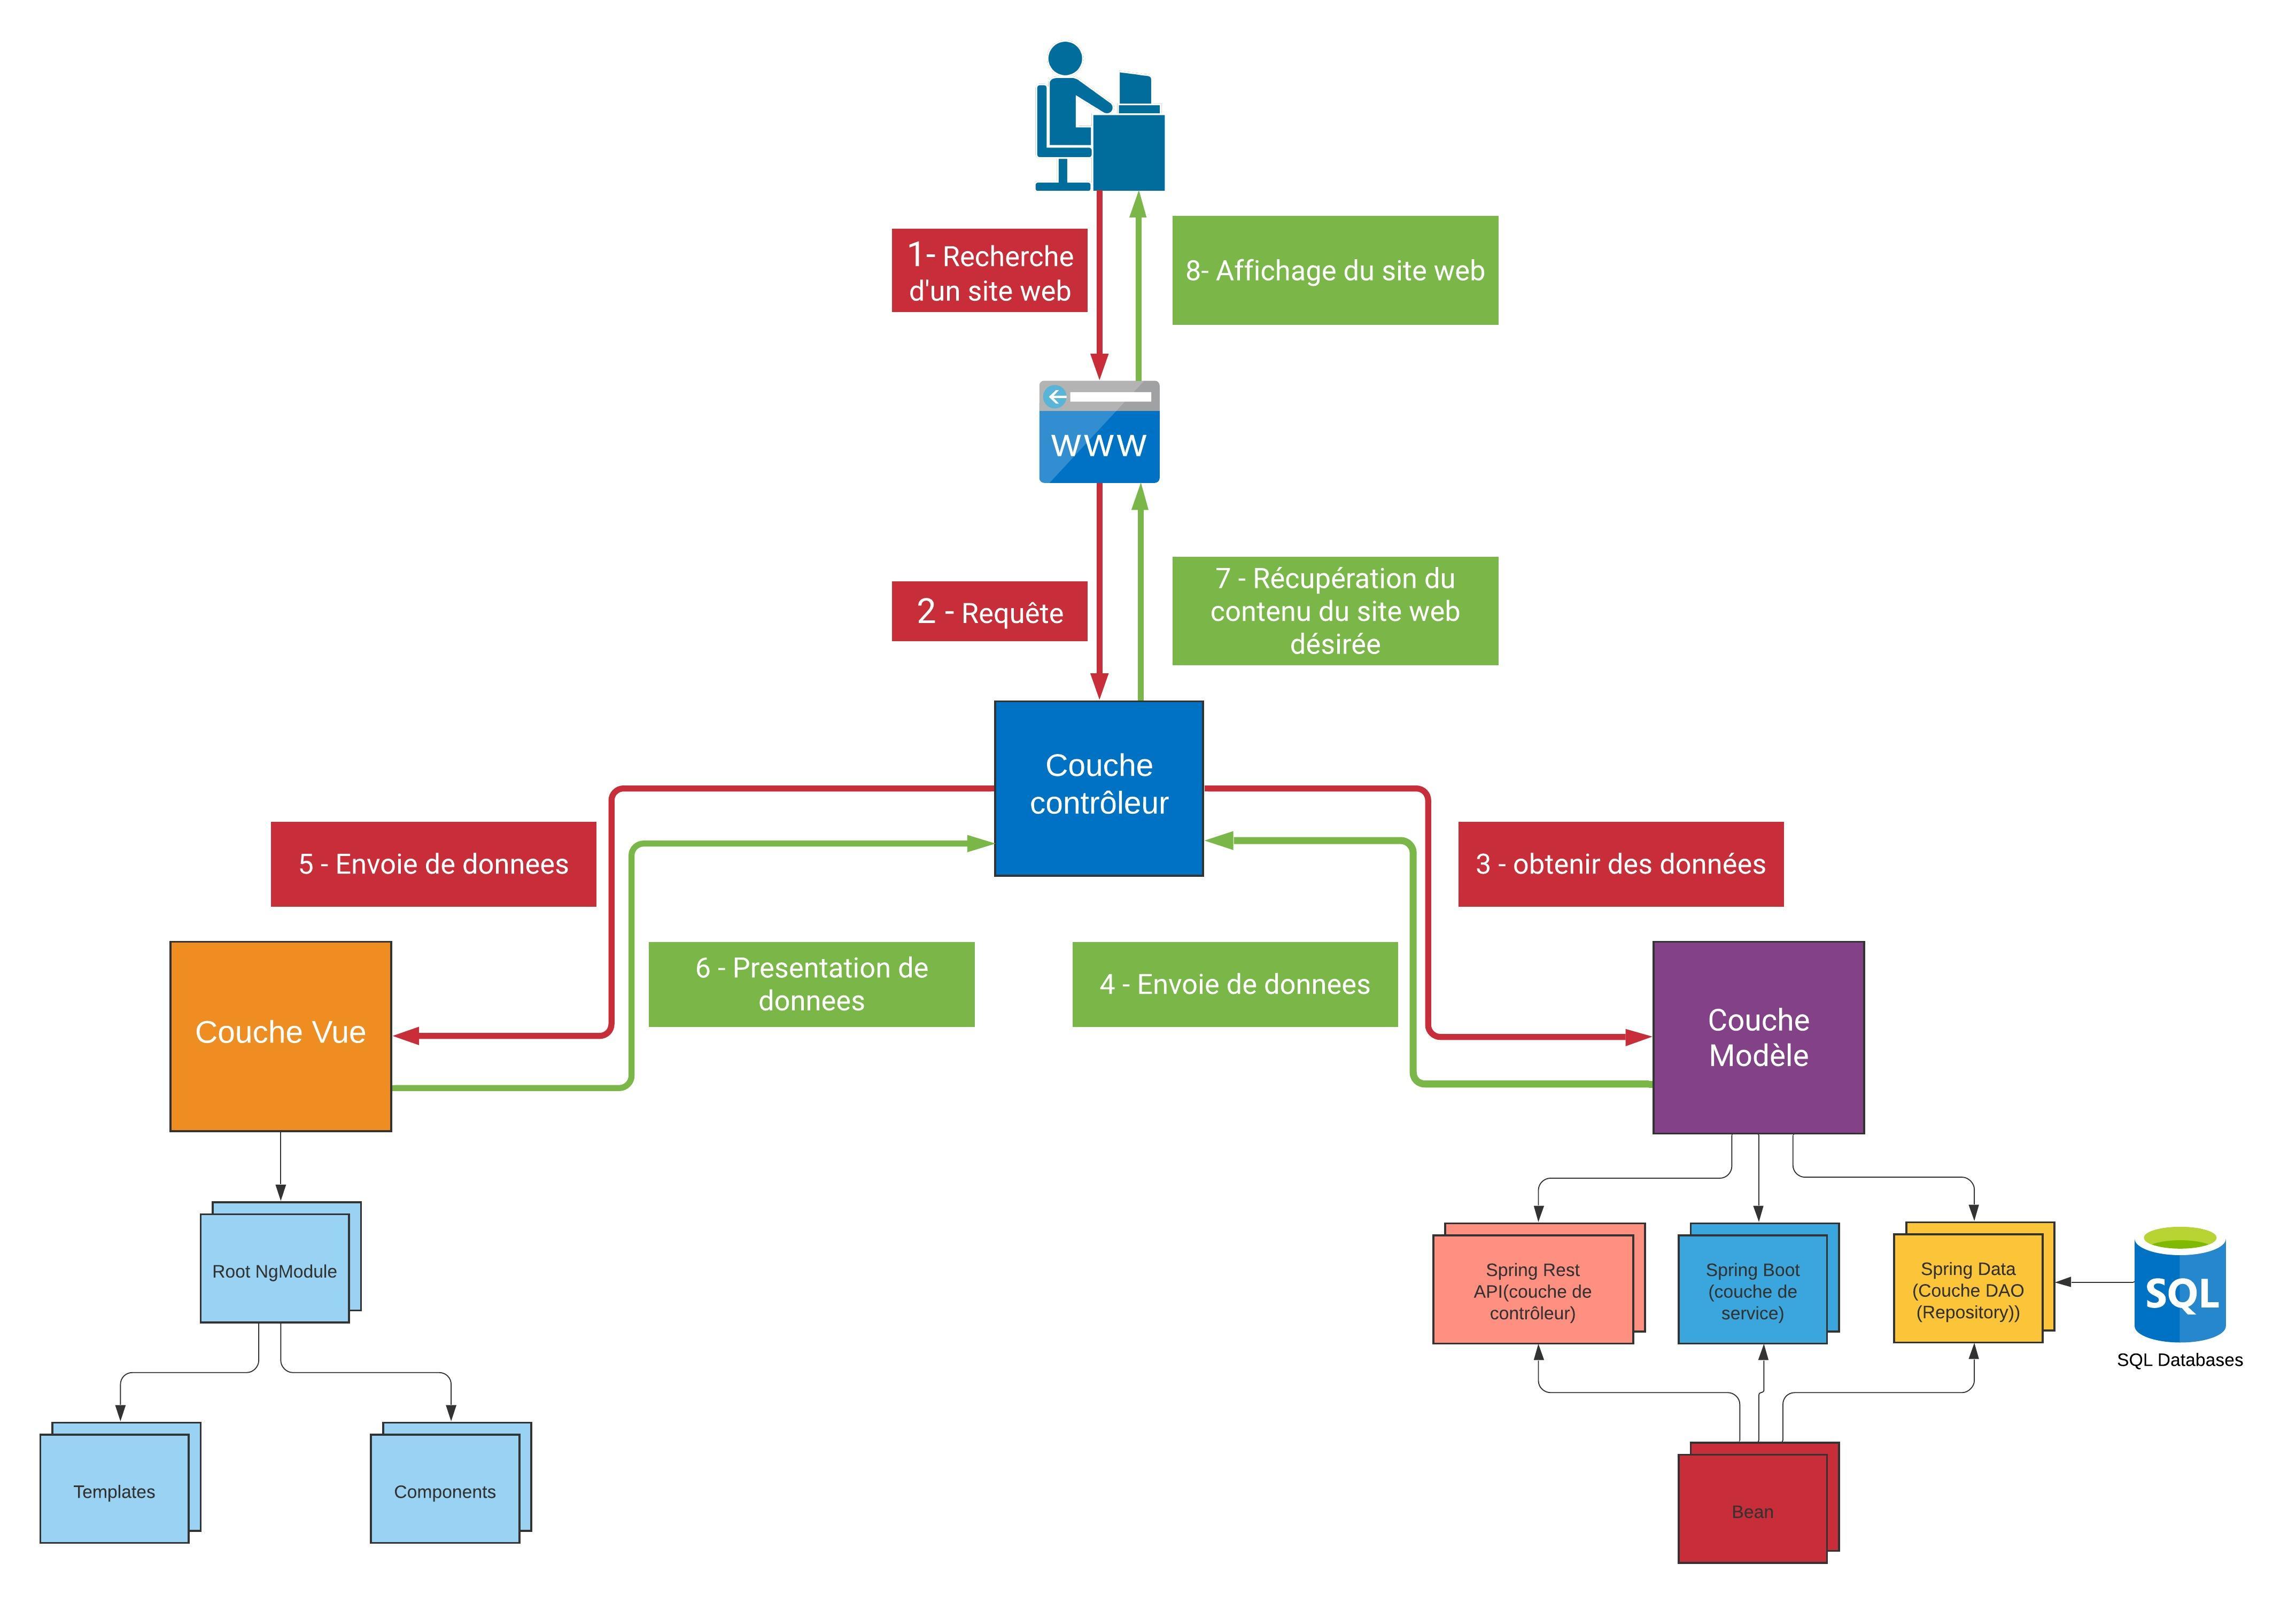 1- Recherche
d'un site web
8- Affichage du site web
www
2 - Requête
7 - Récupération du
contenu du site web
désirée
Couche
contrôleur
5 - Envoie de donnees
3 - obtenir des données
6 - Presentation de
donnees
4 - Envoie de donnees
Couche Vue
Couche
Modèle
Root NgModule
Spring Rest
API(couche de
contrôleur)
Spring Boot
(couche de
service)
Spring Data
(Couche DAO
(Repository))
SQL
SQL Databases
Templates
Components
Bean